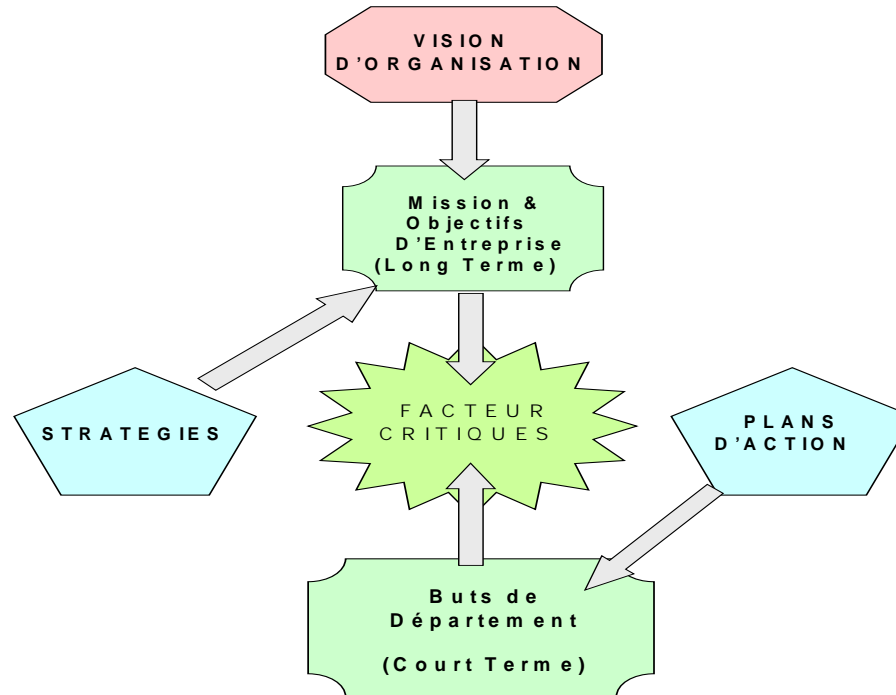 VISION
D'ORGANISATION
Mission &
Objectifs
D'Entreprise
(Long Terme)
STRATEGIES
FACTEUR
CRITIQUES
PLANS
D'ACTION
Buts de
Département
(Court Terme)